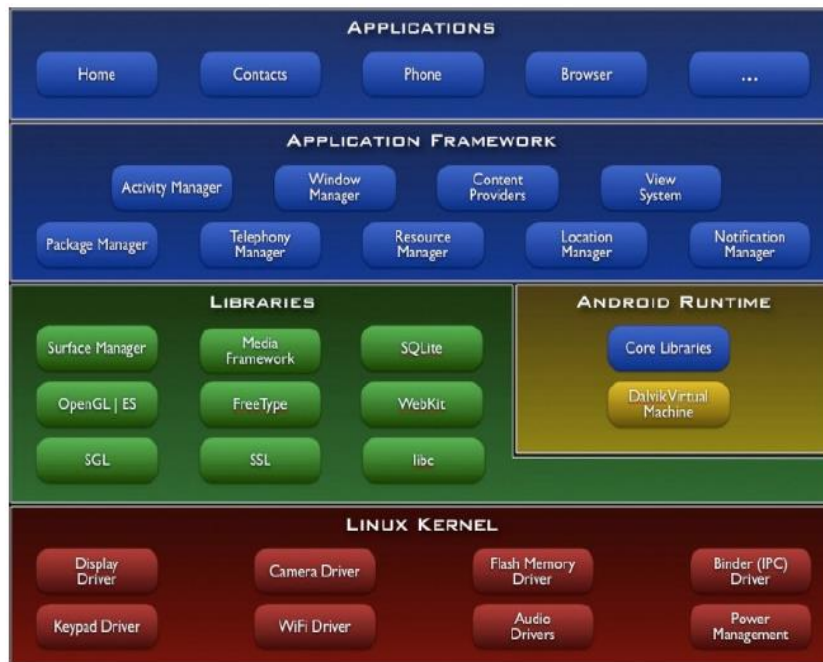 APPLICATIONS
Home
Contacts
Phone
Browser
...
APPLICATION FRAMEWORK
Activity Manager
Window
Manager
Content
Providers
View
System
Package Manager
Telephony
Manager
Resource
Manager
Location
Manager
Notification
Manager
LIBRARIES
Surface Manager
Media
Framework
SQLite
OpenGL | ES
FreeType
WebKit
SGL
SSL
libc
ANDROID RUNTIME
Core Libraries
Dalvik Virtual
Machine
LINUX KERNEL
Display
Driver
Camera Driver
Flash Memory
Driver
Binder (IPC)
Driver
Keypad Driver
WiFi Driver
Audio
Drivers
Power
Management